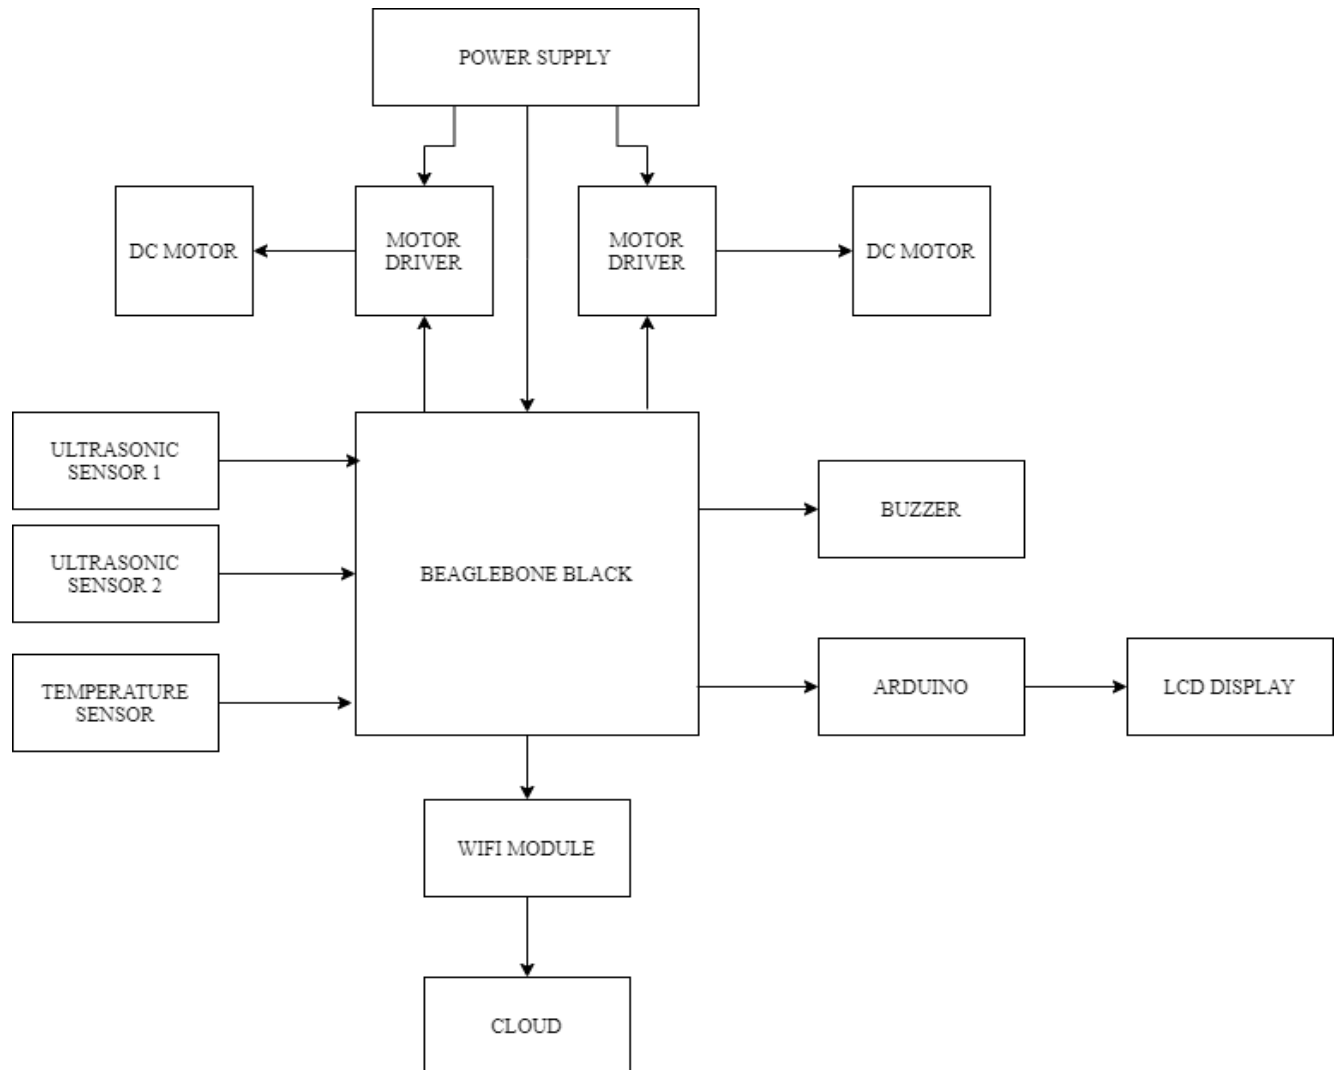 POWER SUPPLY
DC MOTOR
MOTOR
DRIVER
MOTOR
DRIVER
DC MOTOR
ULTRASONIC
SENSOR 1
BUZZER
ULTRASONIC
SENSOR 2
BEAGLEBONE BLACK
TEMPERATURE
SENSOR
ARDUINO
LCD DISPLAY
WIFI MODULE
CLOUD